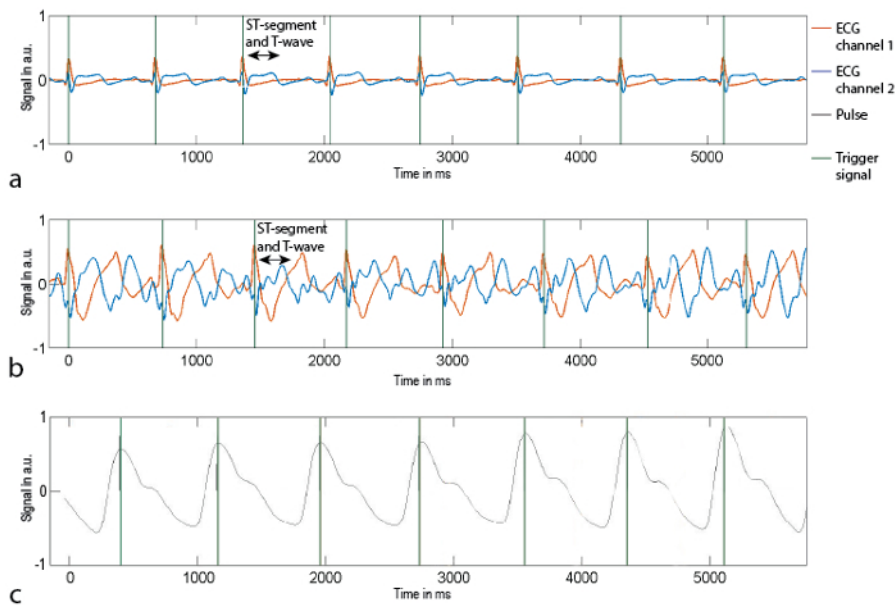 a
Signal in a.u.
1
0
-1
ST-segment
and T-wave
0
1000
2000
3000
4000
5000
Time in ms
ECG
channel 1
ECG
channel 2
Pulse
Trigger
signal
b
Signal in a.u.
1
0
-1
ST-segment
and T-wave
0
1000
2000
3000
4000
5000
Time in ms
c
Signal in a.u.
1
0
-1
0
1000
2000
3000
4000
5000
Time in ms